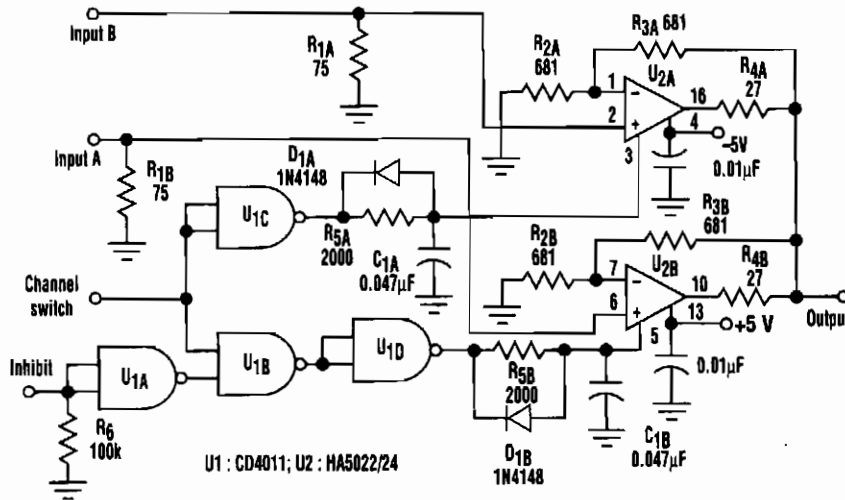 Input B
R1A
75
R2A
681
R3A 681
U2A
R4A
27
1
−
2
+
3
16
4
−5V
0.01µF
Input A
R1B
75
D1A
1N4148
U1C
R5A
2000
C1A
0.047µF
R3B
681
R2B
681
U2B
R4B
27
7
−
6
+
5
10
13
+5 V
Output
0.01µF
Channel
switch
Inhibit
U1A
U1B
U1D
R5B
2000
D1B
1N4148
C1B
0.047µF
R6
100k
U1 : CD4011; U2 : HA5022/24